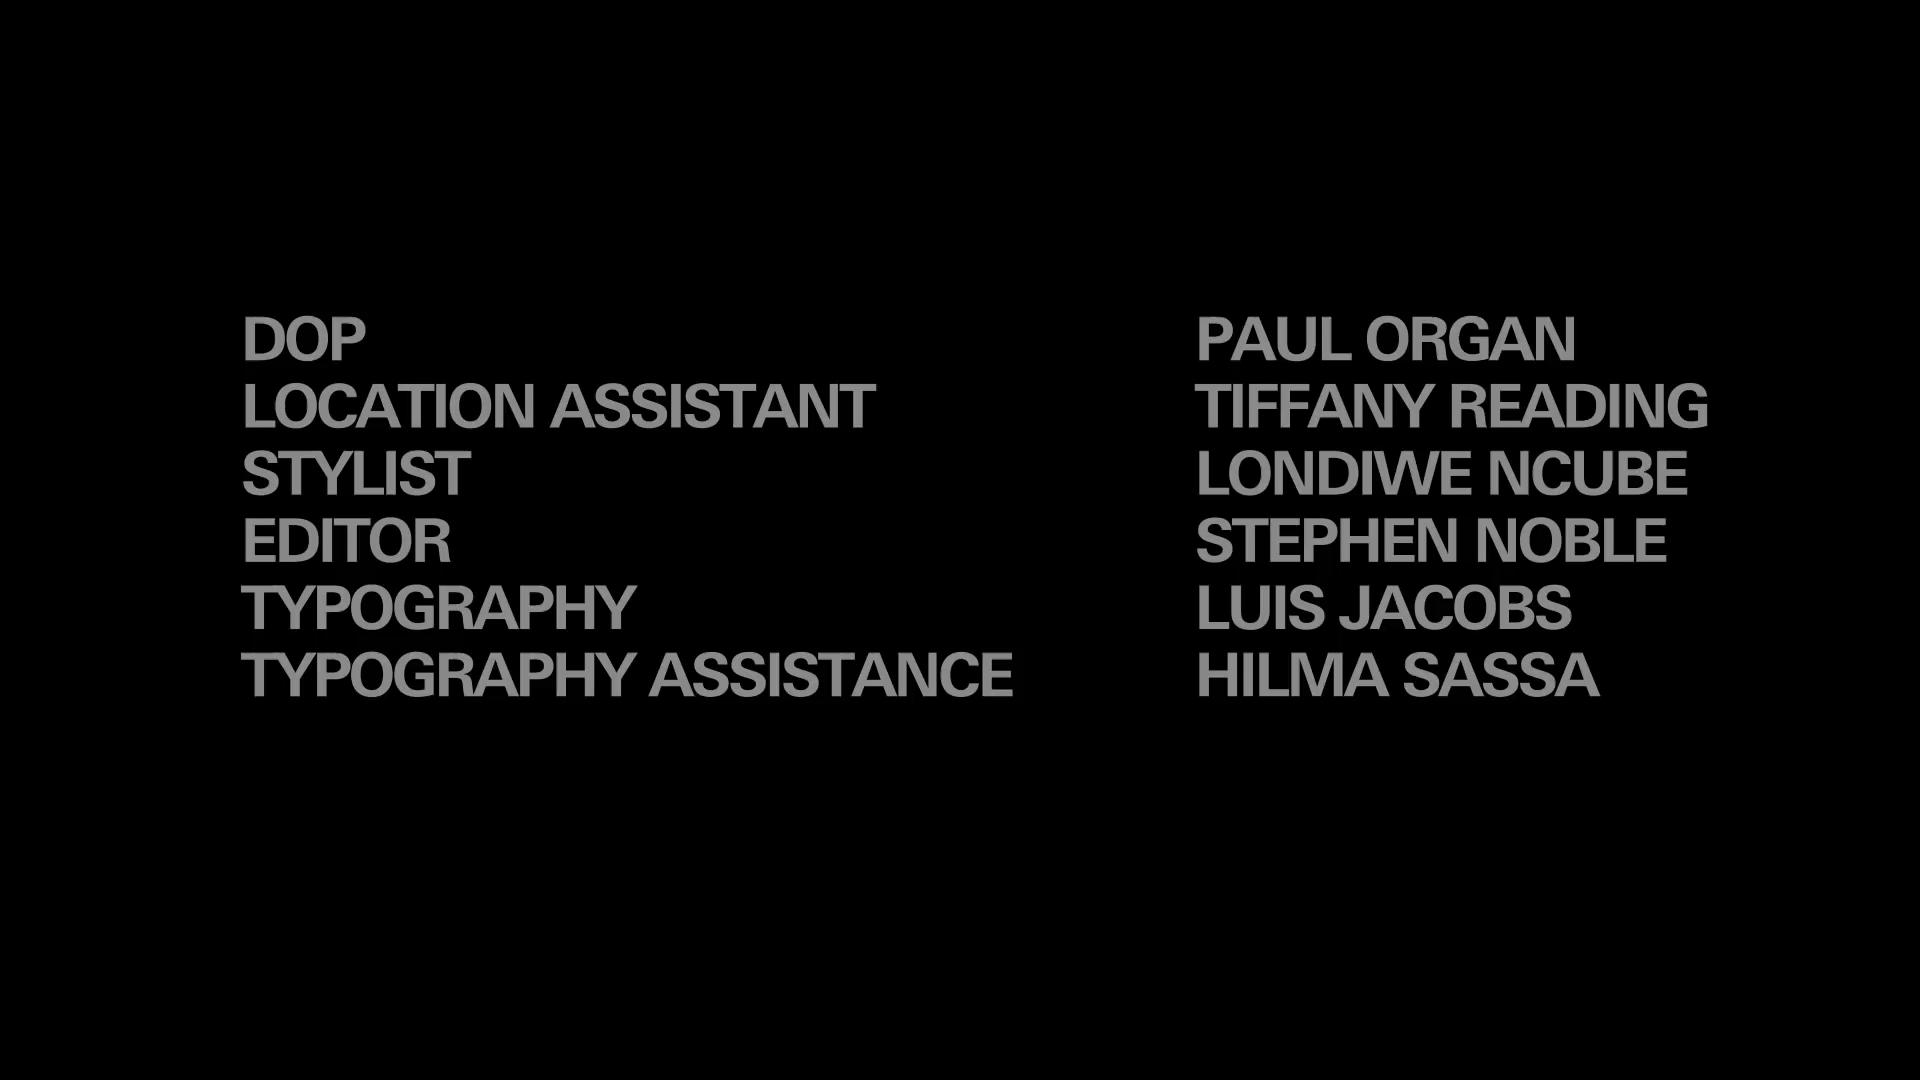 DOP PAUL ORGAN
LOCATION ASSISTANT TIFFANY READING
STYLIST LONDIWE NCUBE
EDITOR STEPHEN NOBLE
TYPOGRAPHY LUIS JACOBS
TYPOGRAPHY ASSISTANCE HILMA SASSA